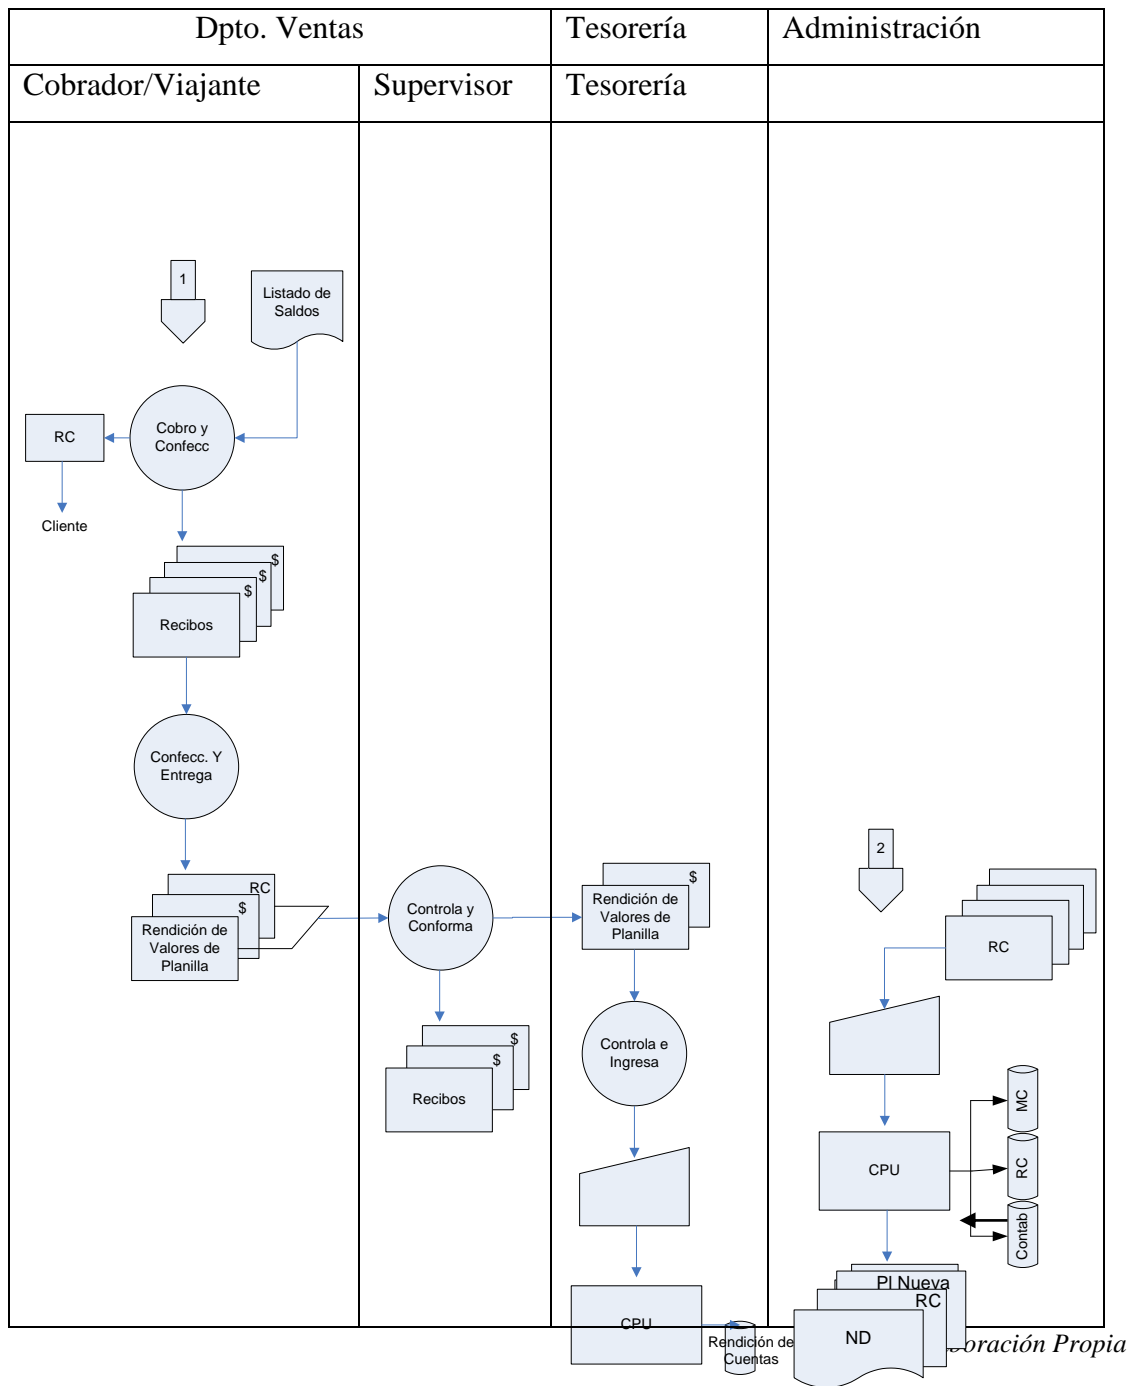 Dpto. Ventas
Tesorería
Administración
Cobrador/Viajante
Supervisor
Tesorería
1
Listado de
Saldos
RC
Cobro y
Confecc
Cliente
$
$
$
Recibos
Confecc. Y
Entrega
RC
$
Rendición de
Valores de
Planilla
Controla y
Conforma
$
$
Recibos
$
Rendición de
Valores de
Planilla
Controla e
Ingresa
CPU
Rendición de
Cuentas
2
RC
CPU
MC
RC
Contab
Pl Nueva
RC
ND
Propia